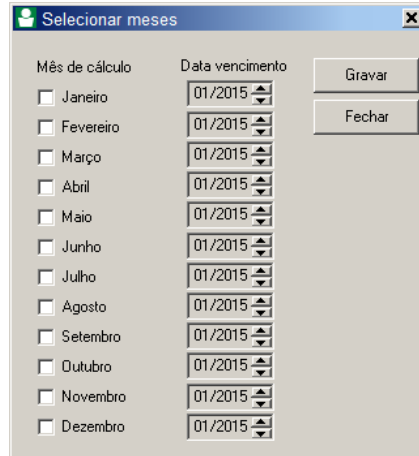 Selecionar meses
Mês de cálculo Data vencimento
Gravar
Janeiro 01/2015
Fevereiro 01/2015
Fechar
Março 01/2015
Abril 01/2015
Maio 01/2015
Junho 01/2015
Julho 01/2015
Agosto 01/2015
Setembro 01/2015
Outubro 01/2015
Novembro 01/2015
Dezembro 01/2015